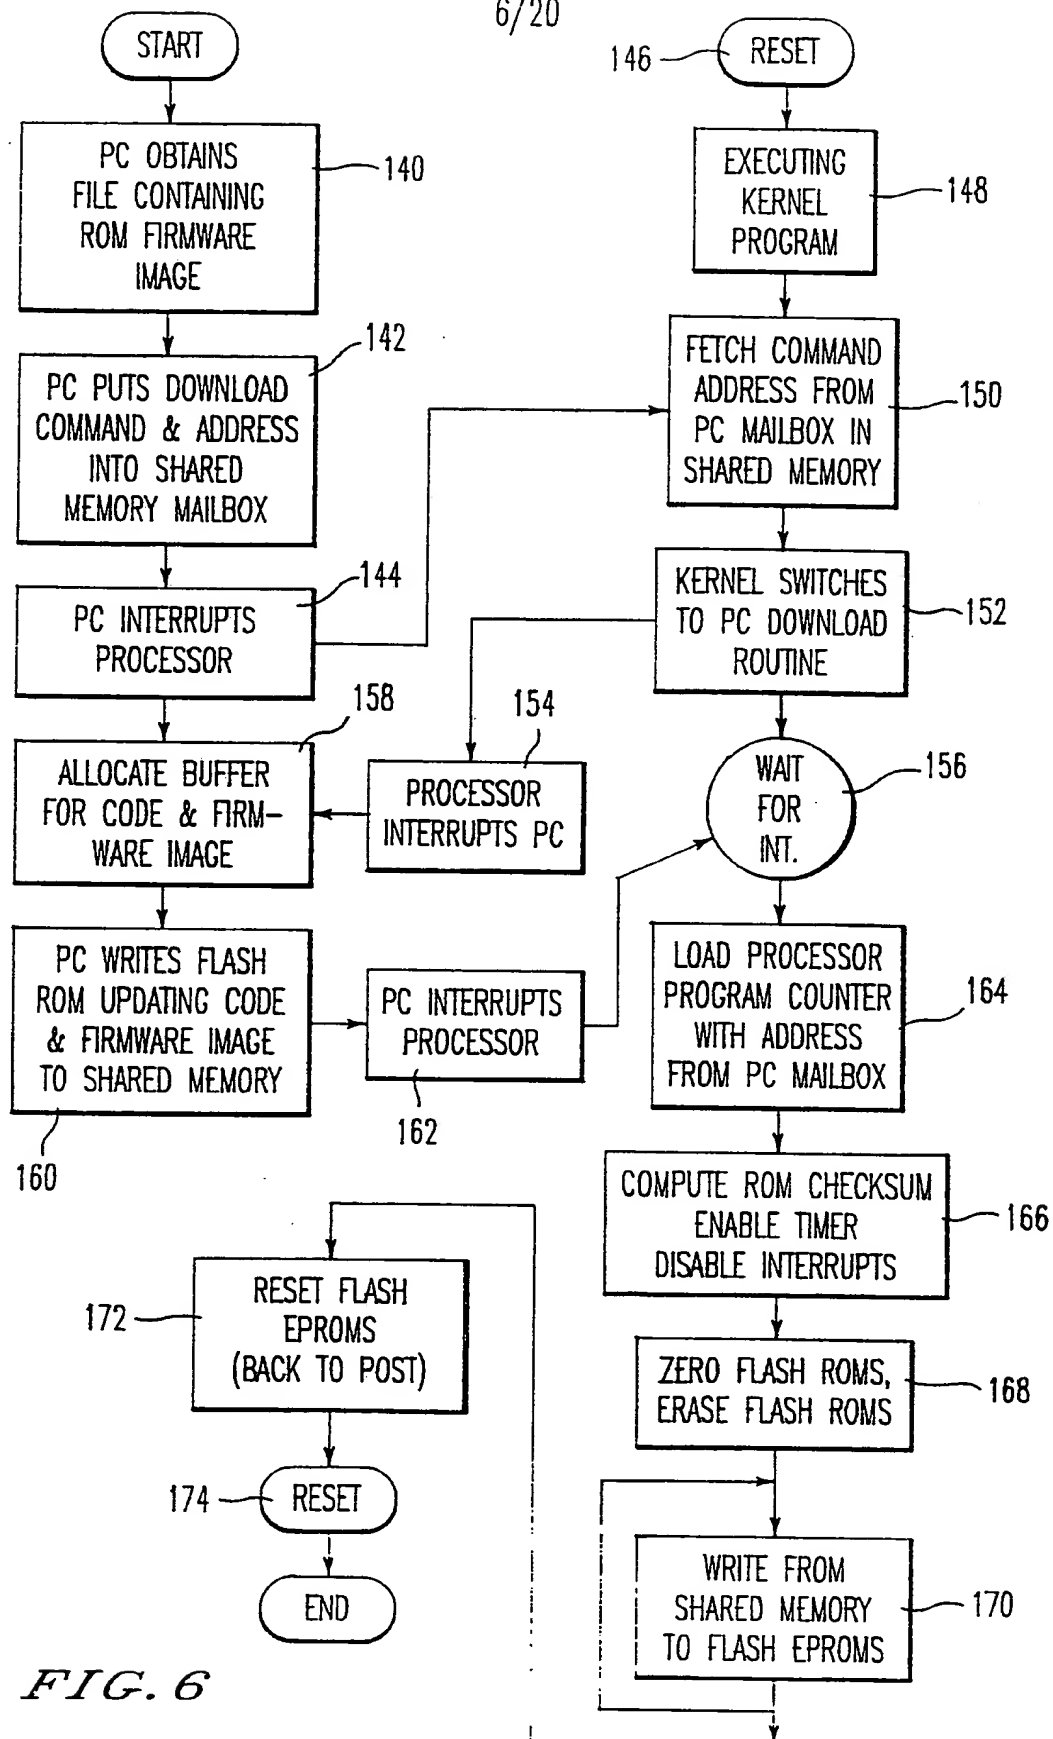 6/20
START
PC OBTAINS
FILE CONTAINING
ROM FIRMWARE
IMAGE
140
PC PUTS DOWNLOAD
COMMAND & ADDRESS
INTO SHARED
MEMORY MAILBOX
142
PC INTERRUPTS
PROCESSOR
144
158
ALLOCATE BUFFER
FOR CODE & FIRM-
WARE IMAGE
154
PROCESSOR
INTERRUPTS PC
PC WRITES FLASH
ROM UPDATING CODE
& FIRMWARE IMAGE
TO SHARED MEMORY
160
PC INTERRUPTS
PROCESSOR
162
146
RESET
EXECUTING
KERNEL
PROGRAM
148
FETCH COMMAND
ADDRESS FROM
PC MAILBOX IN
SHARED MEMORY
150
KERNEL SWITCHES
TO PC DOWNLOAD
ROUTINE
152
WAIT
FOR
INT.
156
LOAD PROCESSOR
PROGRAM COUNTER
WITH ADDRESS
FROM PC MAILBOX
164
COMPUTE ROM CHECKSUM
ENABLE TIMER
DISABLE INTERRUPTS
166
ZERO FLASH ROMS,
ERASE FLASH ROMS
168
WRITE FROM
SHARED MEMORY
TO FLASH EPROMS
170
172
RESET FLASH
EPROMS
(BACK TO POST)
174
RESET
END
FIG. 6